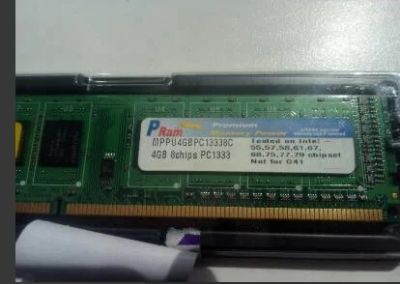 PRam
Premium
Memory Power
MPPU4GBPC13338C
4GB 8chips PC1333
Tested on Intel -
55,57,58,61,67,
68,75,77,79 chipset
Not for G41